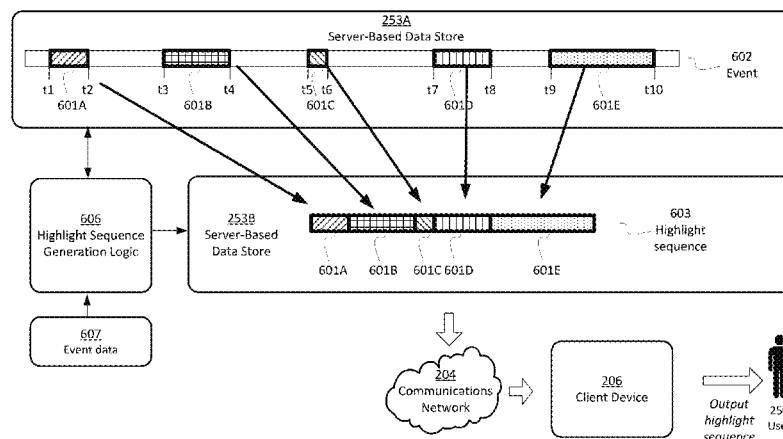 253A
Server-Based Data Store
602
Event
t1
t2
t3
t4
t5
t6
t7
t8
t9
t10
601A
601B
601C
601D
601E
606
Highlight Sequence
Generation Logic
253B
Server-Based
Data Store
603
Highlight
sequence
601A
601B
601C
601D
601E
607
Event data
204
Communications
Network
206
Client Device
Output
highlight
sequence